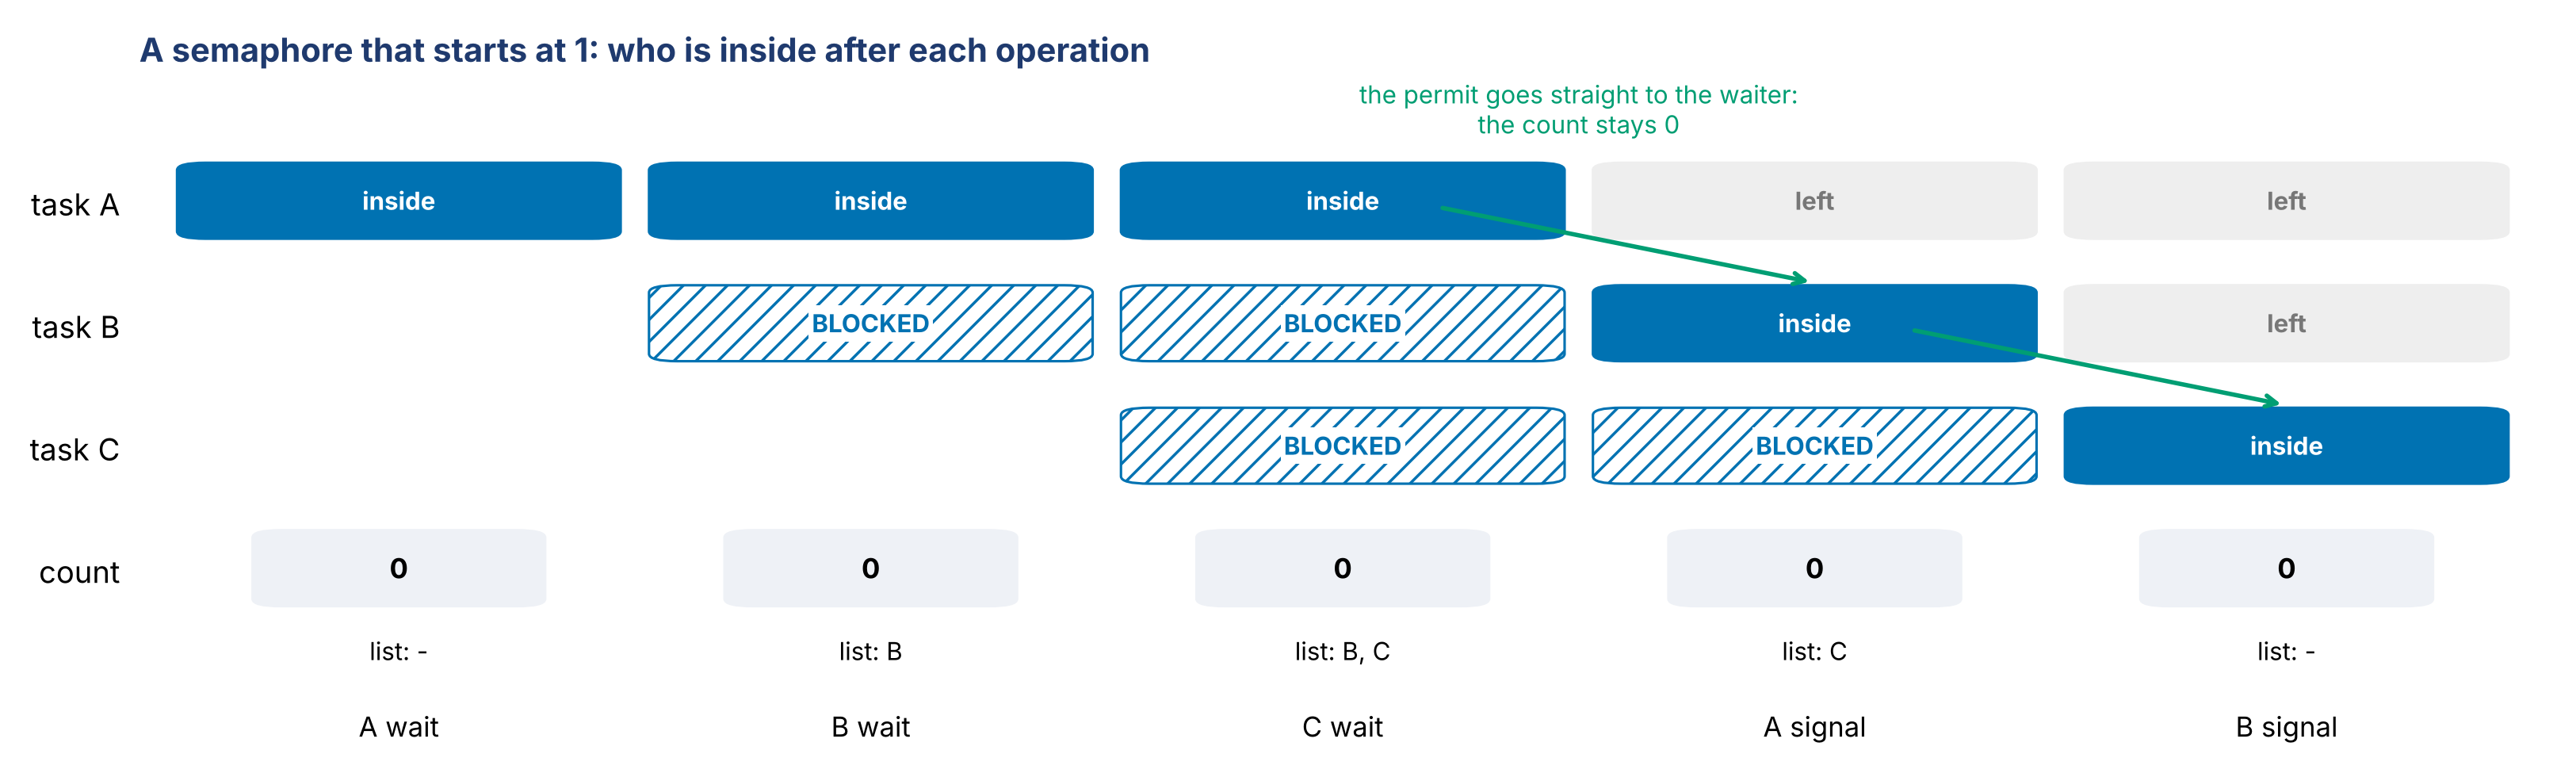 A semaphore that starts at 1: who is inside after each operation
the permit goes straight to the waiter:
the count stays 0
task A inside inside inside left left
task B BLOCKED BLOCKED inside left
task C BLOCKED BLOCKED inside
count 0 0 0 0 0
list: - list: B list: B, C list: C list: -
A wait B wait C wait A signal B signal